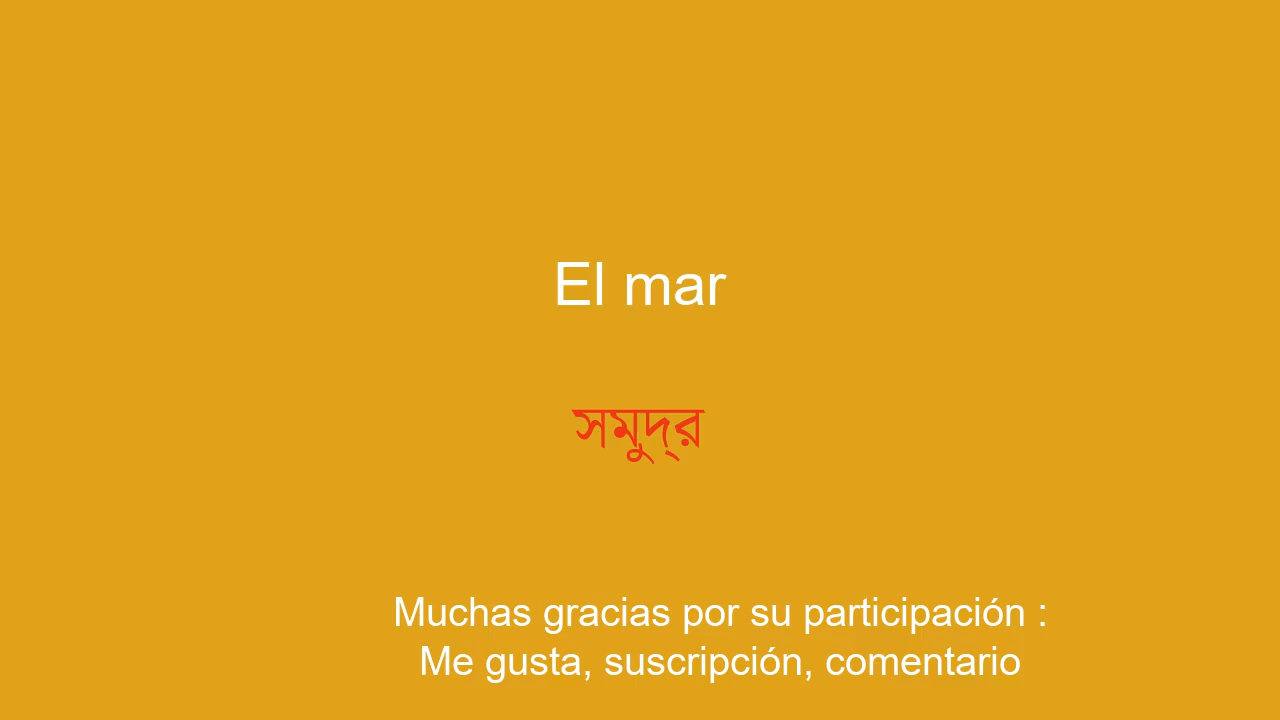 El mar
সমুদ্র
Muchas gracias por su participación :
Me gusta, suscripción, comentario